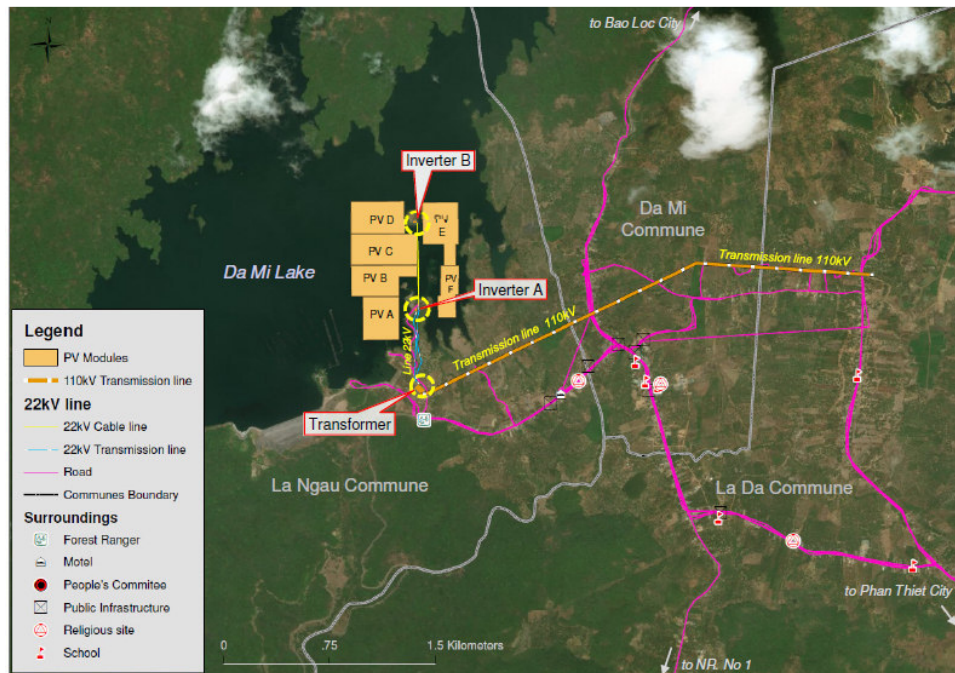 to Bao Loc City
Inverter B
PV D
PV
E
PV C
PV B
PV A
Da Mi
Commune
Da Mi Lake
Inverter A
Transmission line 110kV
Line 22kV
Transmission line 110kV
Transformer
La Ngau Commune
La Da Commune
to Phan Thiet City
to NR. No 1
Legend
PV Modules
110kV Transmission line
22kV line
22kV Cable line
22kV Transmission line
Road
Communes Boundary
Surroundings
Forest Ranger
Motel
People's Commitee
Public Infrastructure
Religious site
School
0 .75 1.5 Kilomotors